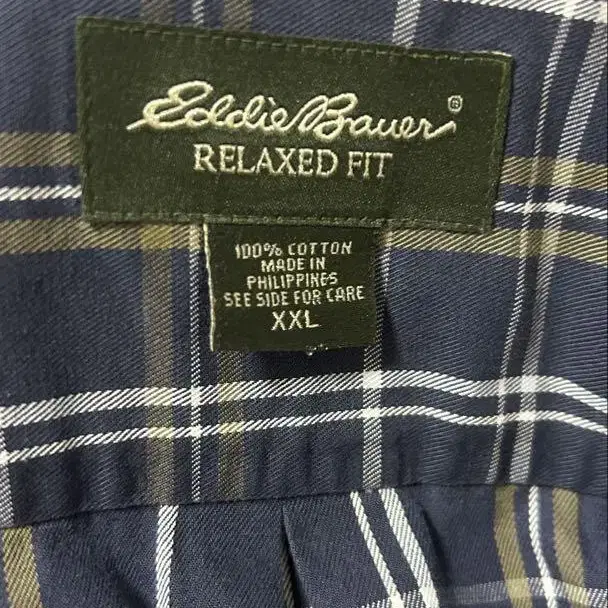 Eddie Bauer®
RELAXED FIT
100% COTTON
MADE IN
PHILIPPINES
SEE SIDE FOR CARE
XXL